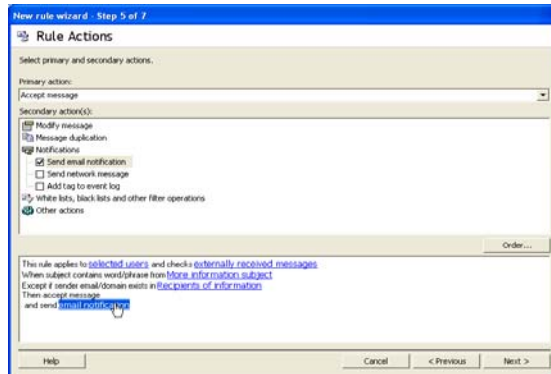 New rule wizard - Step 5 of 7
Rule Actions
Select primary and secondary actions.
Primary action:
Accept message
Secondary action(s):
Modify message
Message duplication
Notifications
Send email notification
Send network message
Add tag to event log
White lists, black lists and other filter operations
Other actions
Order...
This rule applies to selected users and checks externally received messages
When subject contains word/phrase from More information subject
Except if sender email/domain exists in Recipients of information
Then accept message
and send email notification
Help
Cancel
< Previous
Next >